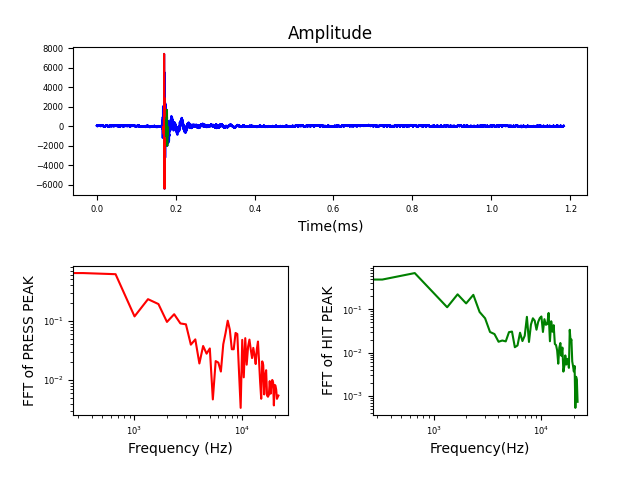 Amplitude
8000
6000
4000
2000
0
−2000
−4000
−6000
0.0 0.2 0.4 0.6 0.8 1.0 1.2
Time(ms)
FFT of PRESS PEAK
10⁻¹
10⁻²
10³ 10⁴
Frequency (Hz)
FFT of HIT PEAK
10⁻¹
10⁻²
10⁻³
10³ 10⁴
Frequency(Hz)